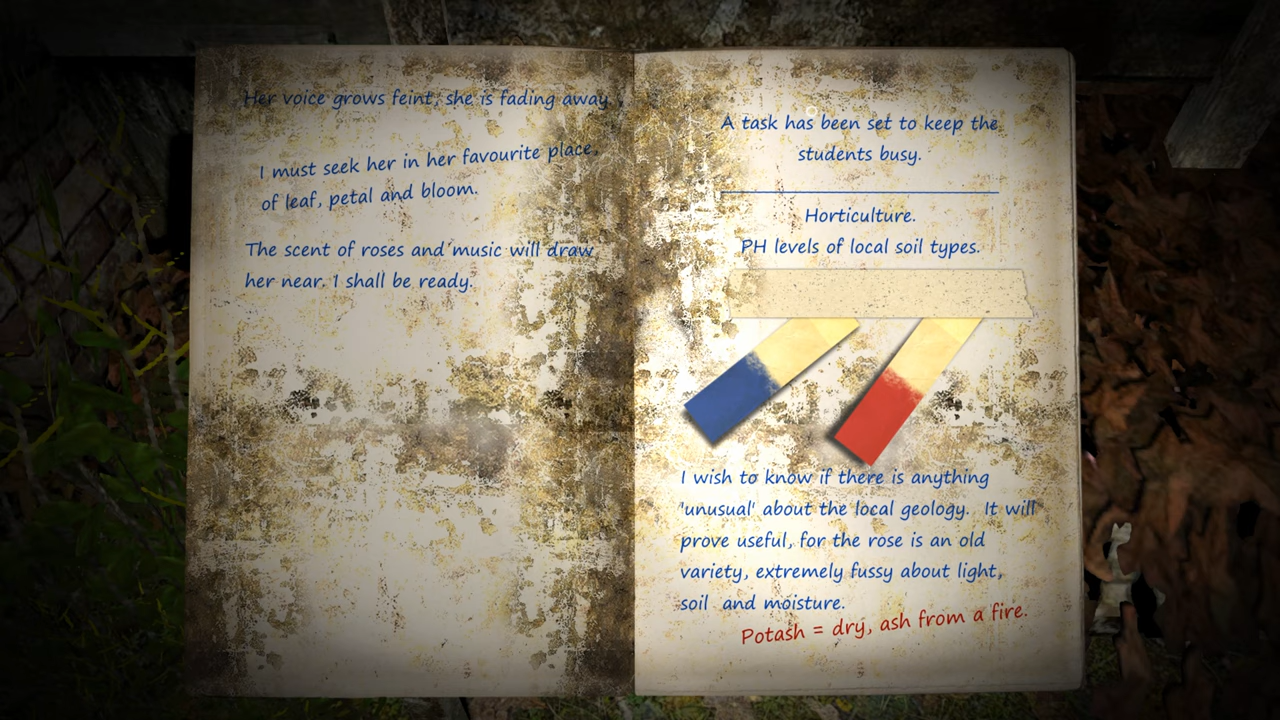 Her voice grows feint, she is fading away.
I must seek her in her favourite place,
of leaf, petal and bloom.
The scent of roses and music will draw
her near. I shall be ready.
A task has been set to keep the
students busy.
Horticulture.
PH levels of local soil types.
I wish to know if there is anything
'unusual' about the local geology. It will
prove useful, for the rose is an old
variety, extremely fussy about light,
soil and moisture.
Potash = dry, ash from a fire.